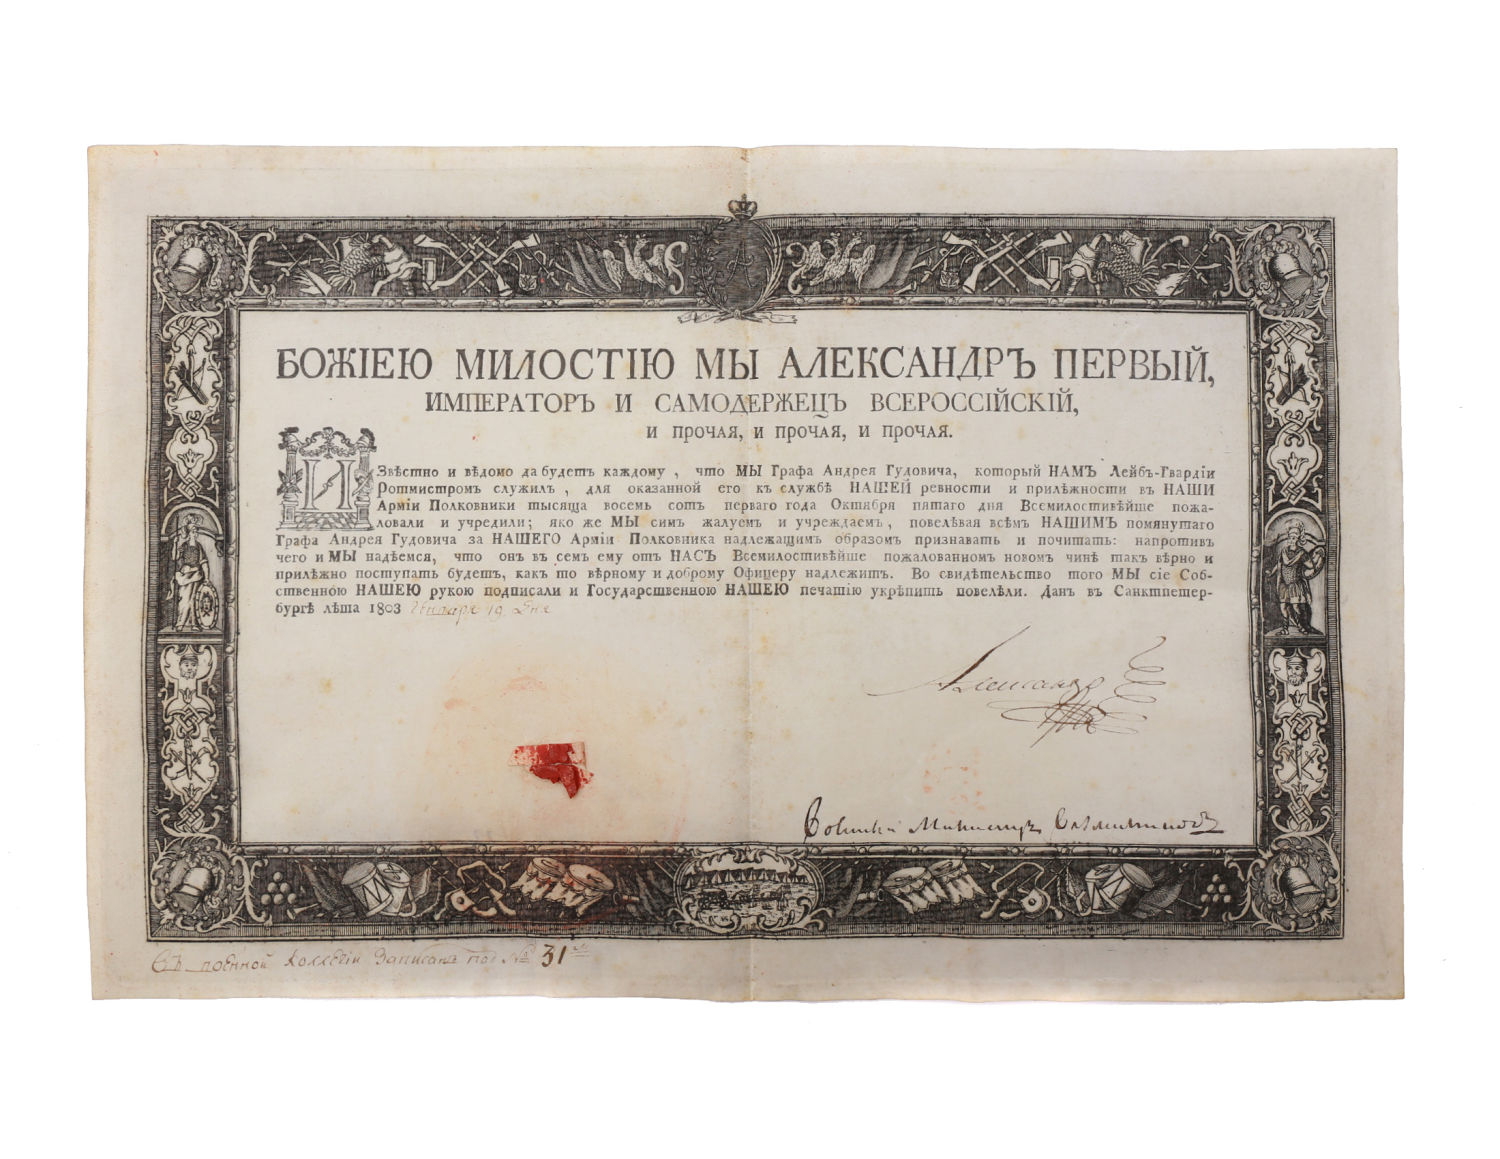 БОЖІЕЮ МИЛОСТІЮ МЫ АЛЕКСАНДРЪ ПЕРВЫЙ,
ИМПЕРАТОРЪ И САМОДЕРЖЕЦЪ ВСЕРОССІЙСКІЙ,
И ПРОЧАЯ, И ПРОЧАЯ, И ПРОЧАЯ.
ИЗвѣстно и вѣдомо да будетъ каждому, что МЫ Графа Андрея Гудовича, который НАМЪ Лейбъ-Гвардіи
Ротмистромъ служилъ, для оказанной его къ службѣ НАШЕЙ ревности и прилѣжности въ НАШИ
Арміи Полковники тысяща восемь сотъ перваго года Октября пятаго дня Всемилостивѣйше пожа-
ловали и учредили; яко же МЫ симъ жалуемъ и учреждаемъ, повелѣвая всѣмъ НАШИМЪ помянутаго
Графа Андрея Гудовича за НАШЕГО Арміи Полковника надлежащимъ образомъ признавать и почитать: напротивъ
чего и МЫ надѣемся, что онъ въ семъ ему отъ НАСЪ Всемилостивѣйше пожалованномъ новомъ чинѣ такъ вѣрно и
прилѣжно поступать будетъ, какъ то вѣрному и доброму Офицеру надлежитъ. Во свидѣтельство того МЫ сіе Соб-
ственною НАШЕЮ рукою подписали и Государственною НАШЕЮ печатію укрѣпить повелѣли. Данъ въ Санктпетер-
бургѣ лѣта 1803 Генваря 19 дня
Александръ
Военный Министръ Вязмитиновъ
Въ военной Коллегіи Записанъ под № 31